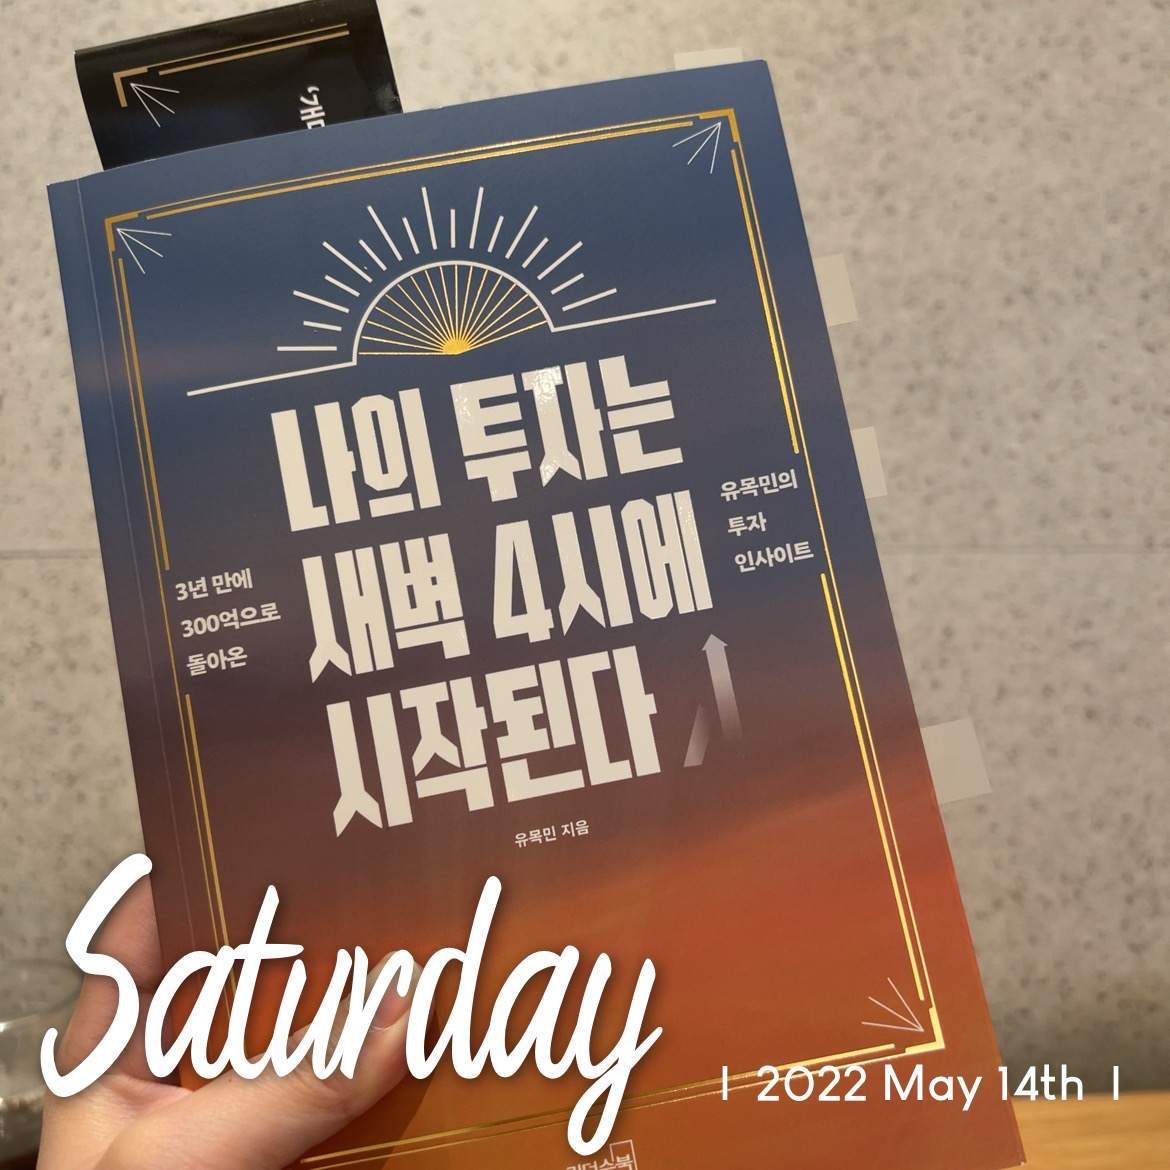 나의 투자는
새벽 4시에
시작된다
3년 만에
300억으로
돌아온
유목민의
투자
인사이트
유목민 지음
Saturday
| 2022 May 14th |